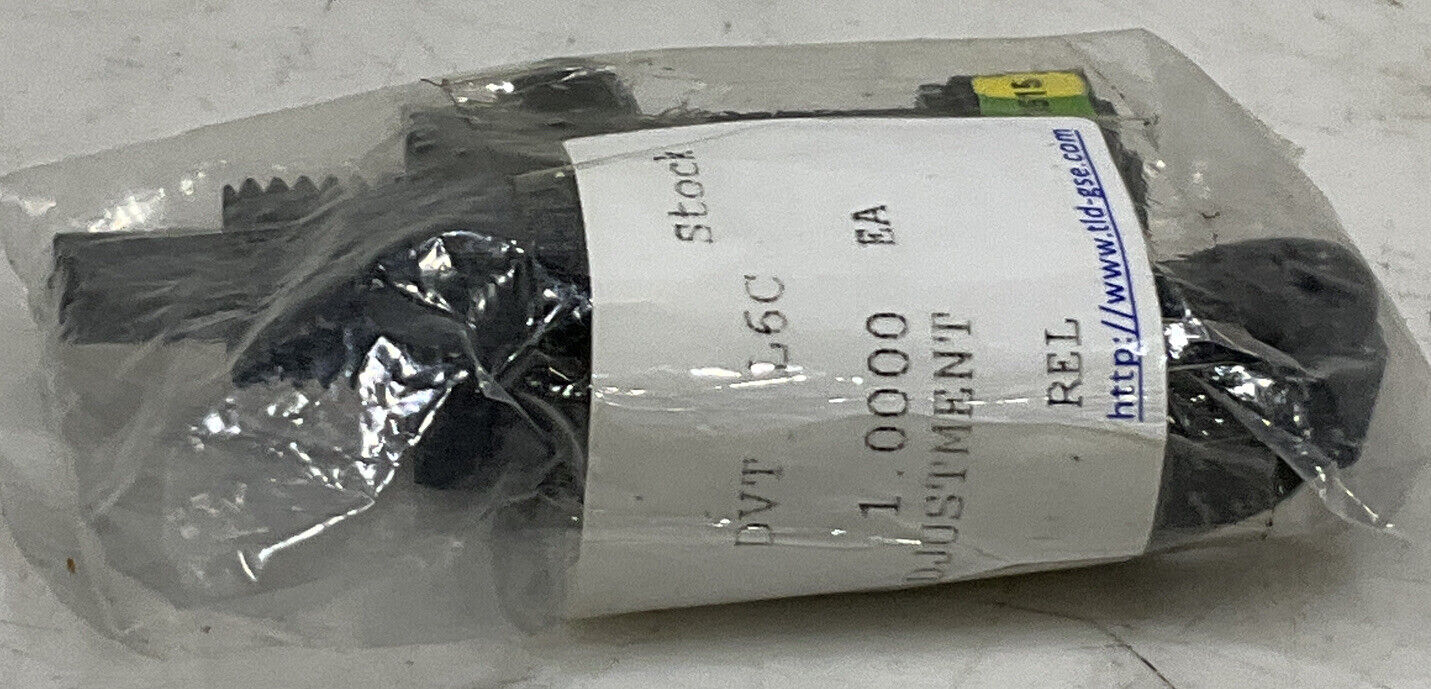 Stock
DVT L6C
1.0000 EA
DJUSTMENT
REL
http://www.tld-gse.com
515